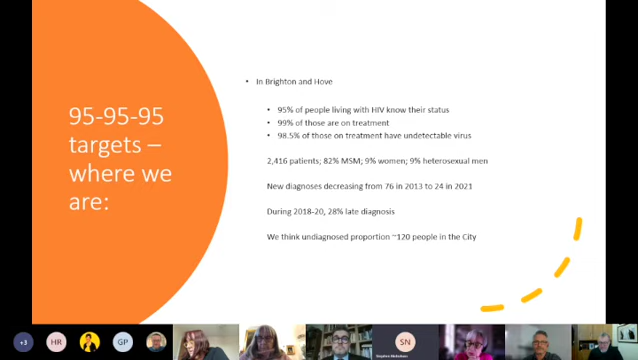 95-95-95
targets –
where we
are:
• In Brighton and Hove
• 95% of people living with HIV know their status
• 99% of those are on treatment
• 98.5% of those on treatment have undetectable virus
2,416 patients; 82% MSM; 9% women; 9% heterosexual men
New diagnoses decreasing from 76 in 2013 to 24 in 2021
During 2018-20, 28% late diagnosis
We think undiagnosed proportion ~120 people in the City
+3
HR
GP
SN